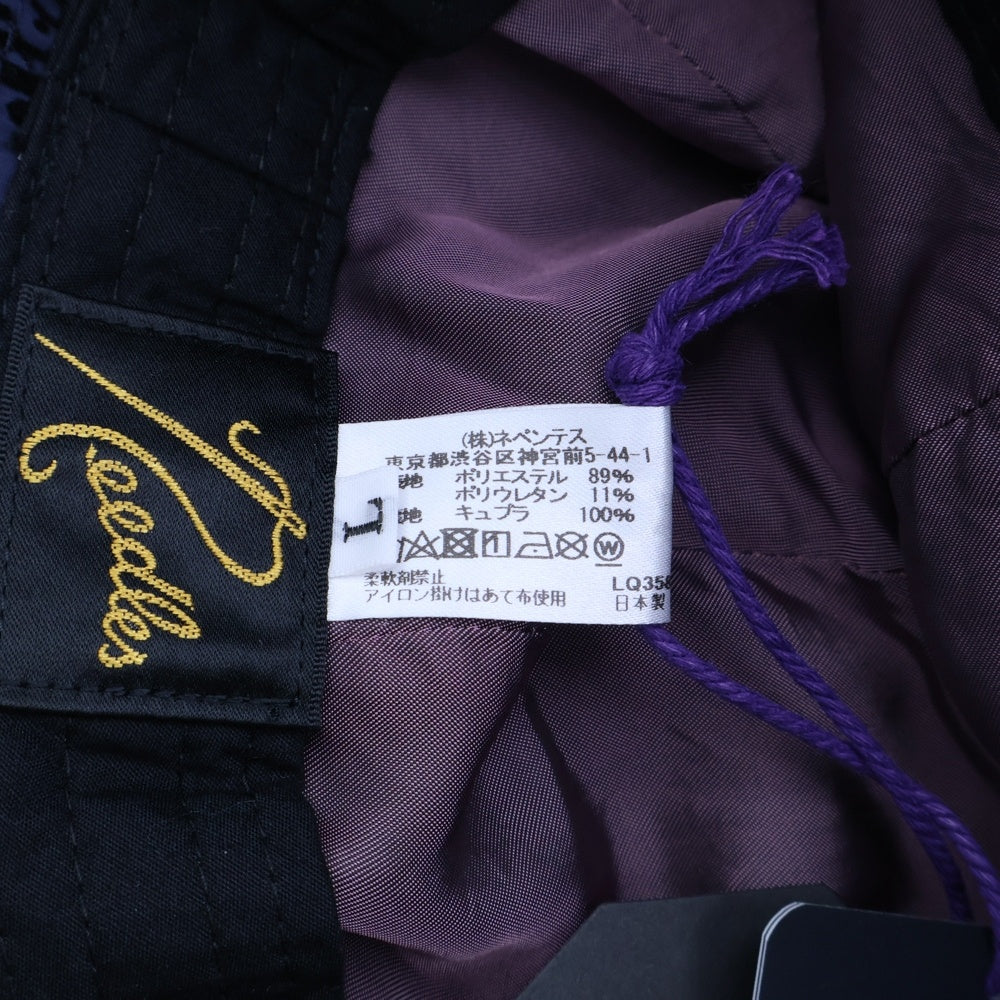 Needles
(株)ネペンテス
東京都渋谷区神宮前5-44-1
地 ポリエステル 89%
ポリウレタン 11%
地 キュプラ 100%
L
W
柔軟剤禁止
LQ358
アイロン掛けはあて布使用
日本製